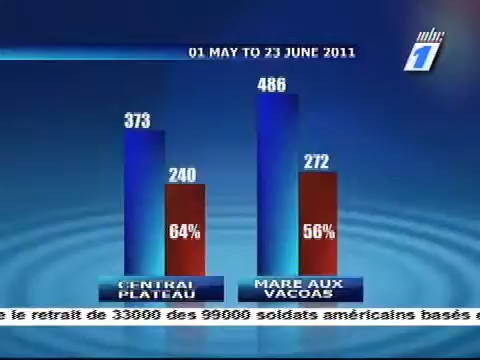 mbc
1
01 MAY TO 23 JUNE 2011
373
486
240
272
64%
56%
CENTRAL
PLATEAU
MARE AUX
VACOAS
e le retrait de 33000 des 99000 soldats américains basés